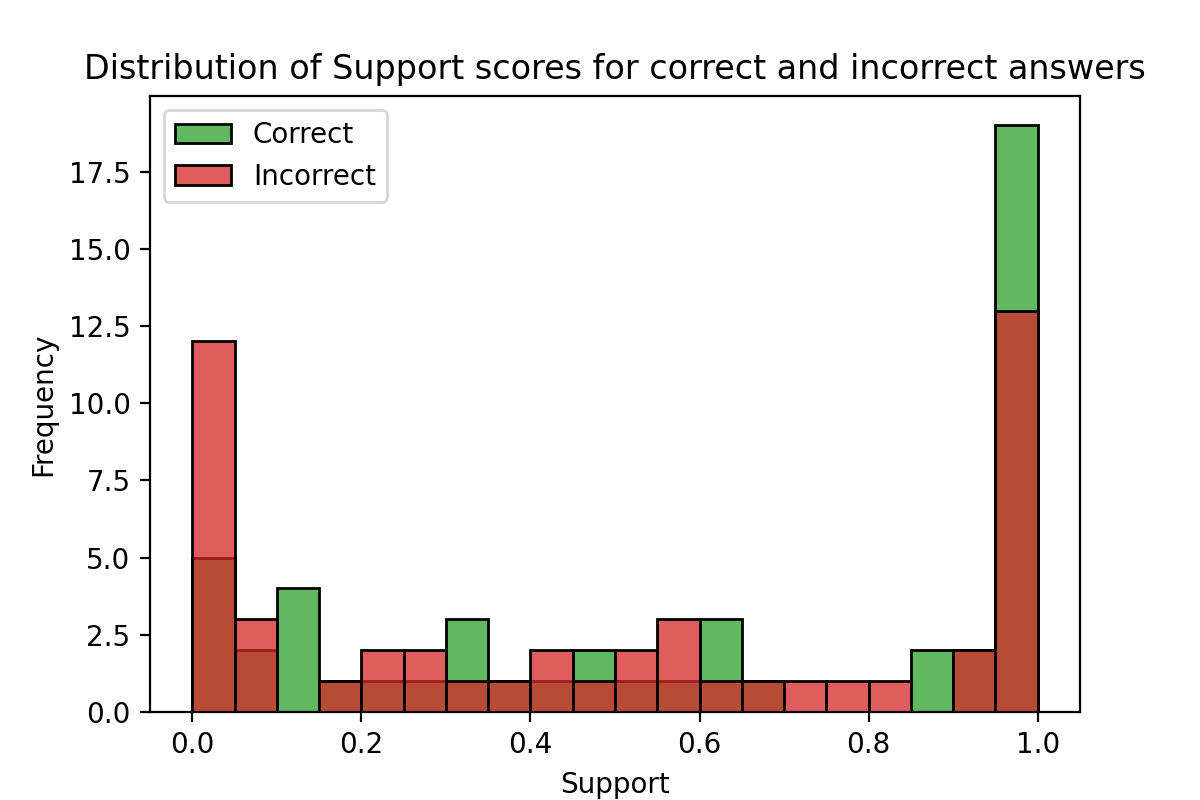 Distribution of Support scores for correct and incorrect answers
Correct
Incorrect
17.5
15.0
12.5
10.0
7.5
5.0
2.5
0.0
Frequency
0.0 0.2 0.4 0.6 0.8 1.0
Support